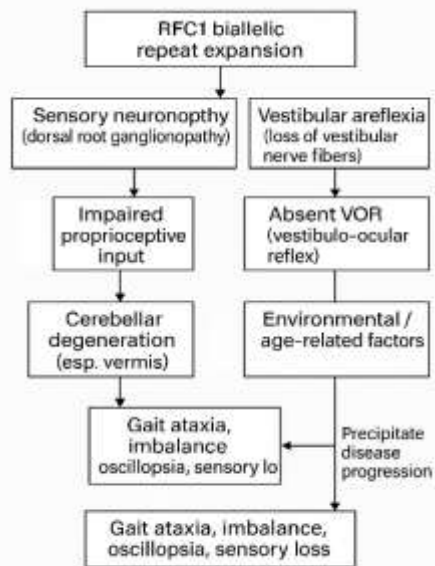 RFC1 biallelic
repeat expansion
Sensory neuronopthy
(dorsal root ganglionopathy)
Vestibular areflexia
(loss of vestibular
nerve fibers)
Impaired
proprioceptive
input
Absent VOR
(vestibulo-ocular
reflex)
Cerebellar
degeneration
(esp. vermis)
Environmental /
age-related factors
Gait ataxia,
imbalance
oscillopsia, sensory lo
Precipitate
disease
progression
Gait ataxia, imbalance,
oscillopsia, sensory loss